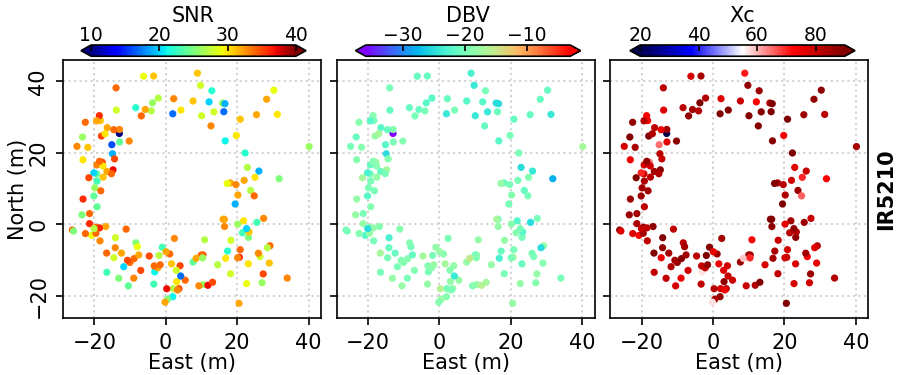 SNR DBV Xc
10 20 30 40 −30 −20 −10 20 40 60 80
40
20
0
−20
North (m)
IR5210
−20 0 20 40 −20 0 20 40 −20 0 20 40
East (m) East (m) East (m)